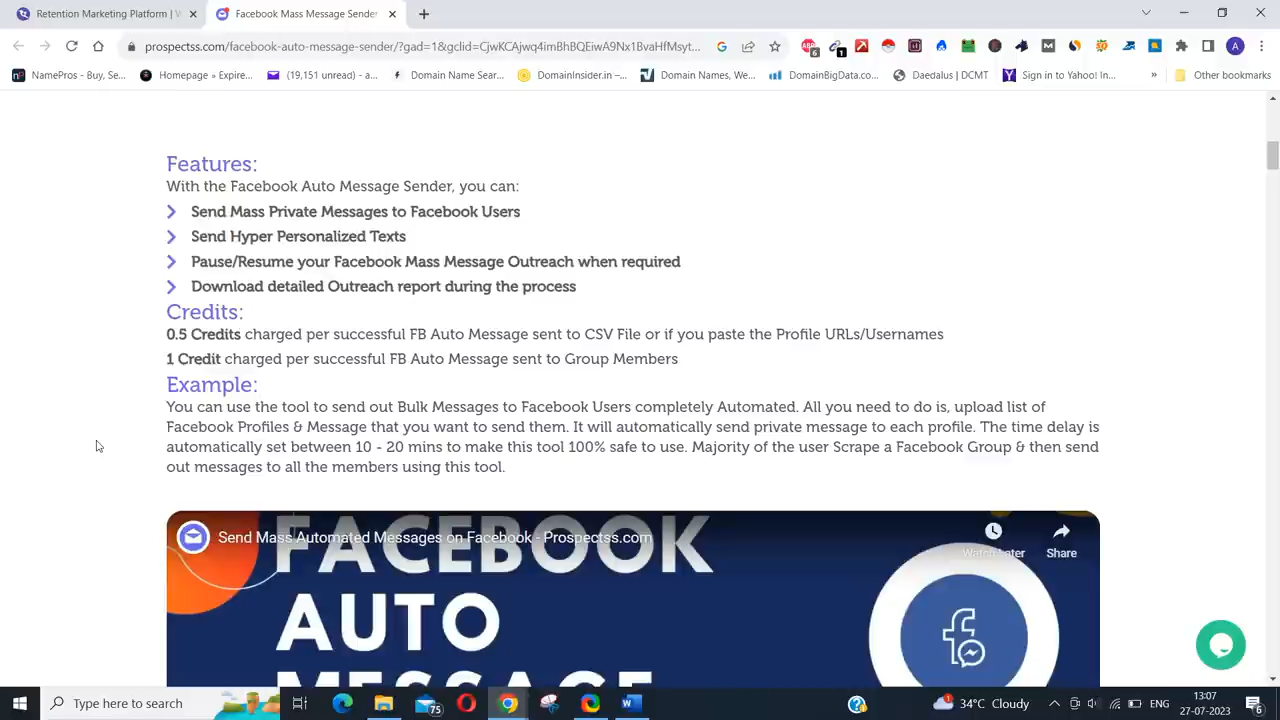 Retention Marketing Platform | V
Facebook Mass Message Sender
prospectss.com/facebook-auto-message-sender/?gad=1&gclid=CjwKCAjwq4imBhBQEiwA9Nx1BvaHfMsyt...
NamePros - Buy, Se...
Homepage » Expire...
(19,151 unread) - a...
Domain Name Sear...
DomainInsider.in –...
Domain Names, We...
DomainBigData.co...
Daedalus | DCMT
Sign in to Yahoo! In...
»
Other bookmarks
Features:
With the Facebook Auto Message Sender, you can:
Send Mass Private Messages to Facebook Users
Send Hyper Personalized Texts
Pause/Resume your Facebook Mass Message Outreach when required
Download detailed Outreach report during the process
Credits:
0.5 Credits charged per successful FB Auto Message sent to CSV File or if you paste the Profile URLs/Usernames
1 Credit charged per successful FB Auto Message sent to Group Members
Example:
You can use the tool to send out Bulk Messages to Facebook Users completely Automated. All you need to do is, upload list of
Facebook Profiles & Message that you want to send them. It will automatically send private message to each profile. The time delay is
automatically set between 10 - 20 mins to make this tool 100% safe to use. Majority of the user Scrape a Facebook Group & then send
out messages to all the members using this tool.
Send Mass Automated Messages on Facebook - Prospectss.com
Watch Later
Share
FACEBOOK
AUTO
MESSAGE
Type here to search
75
34°C Cloudy
ENG
13:07
27-07-2023
6